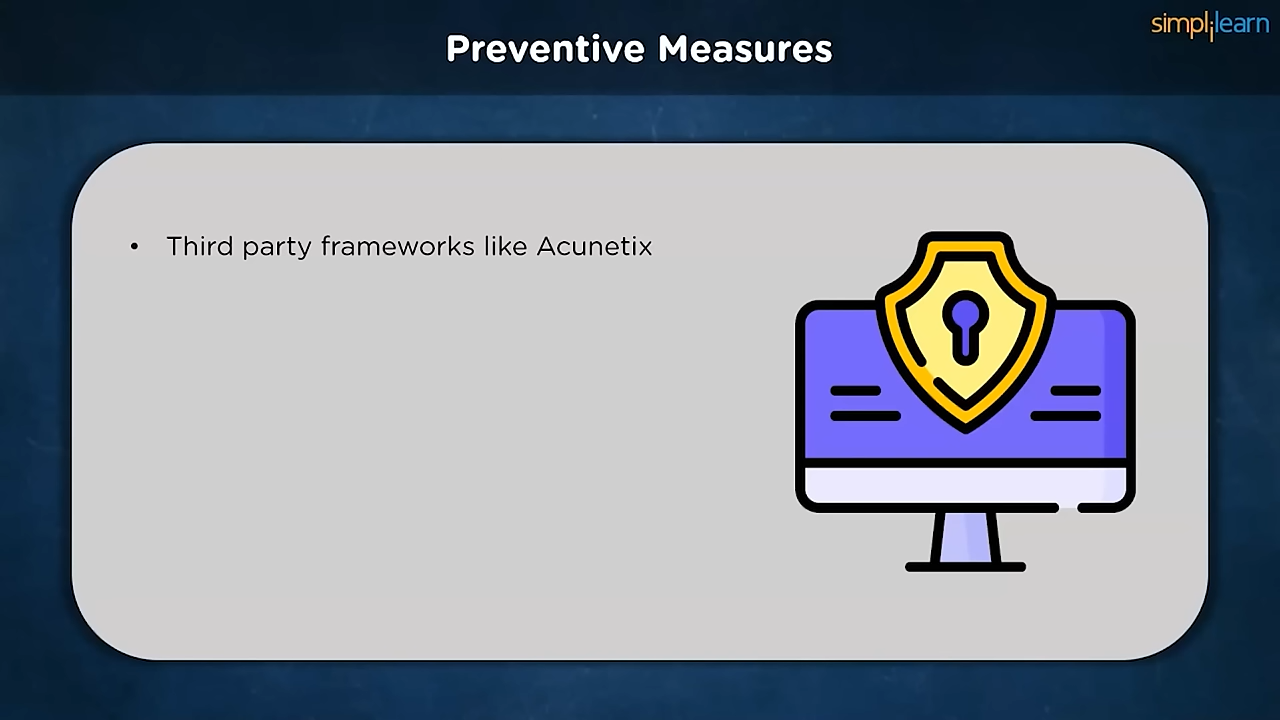 Preventive Measures
simplilearn
• Third party frameworks like Acunetix